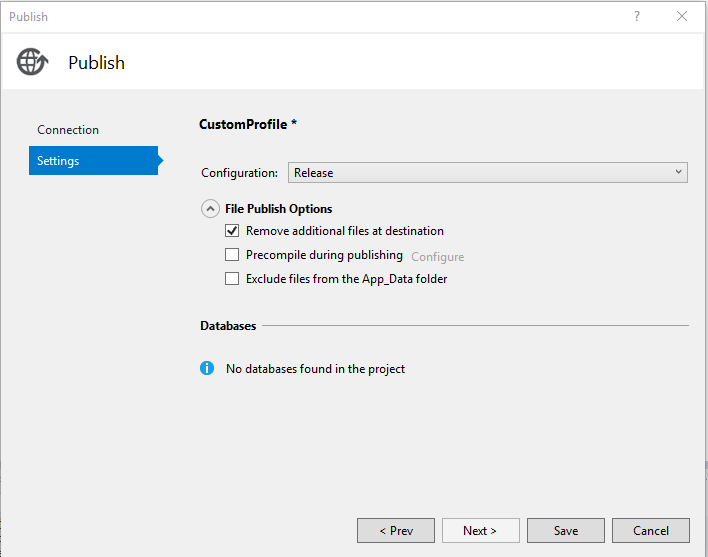 Publish
?
Publish
Connection
Settings
CustomProfile *
Configuration: Release
File Publish Options
Remove additional files at destination
Precompile during publishing Configure
Exclude files from the App_Data folder
Databases
No databases found in the project
< Prev Next > Save Cancel